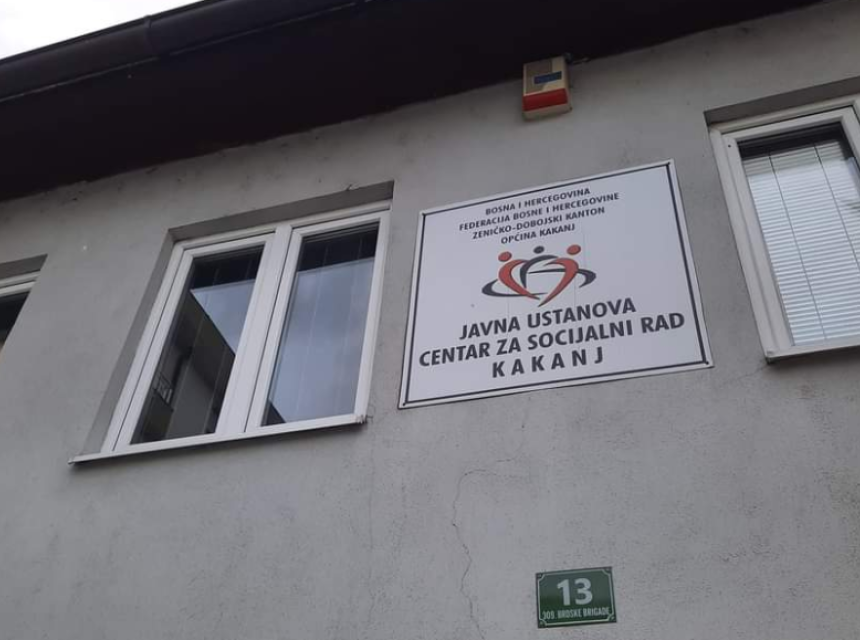 BOSNA I HERCEGOVINA
FEDERACIJA BOSNE I HERCEGOVINE
ZENIČKO-DOBOJSKI KANTON
OPĆINA KAKANJ
JAVNA USTANOVA
CENTAR ZA SOCIJALNI RAD
KAKANJ
13
309. BRDSKE BRIGADE